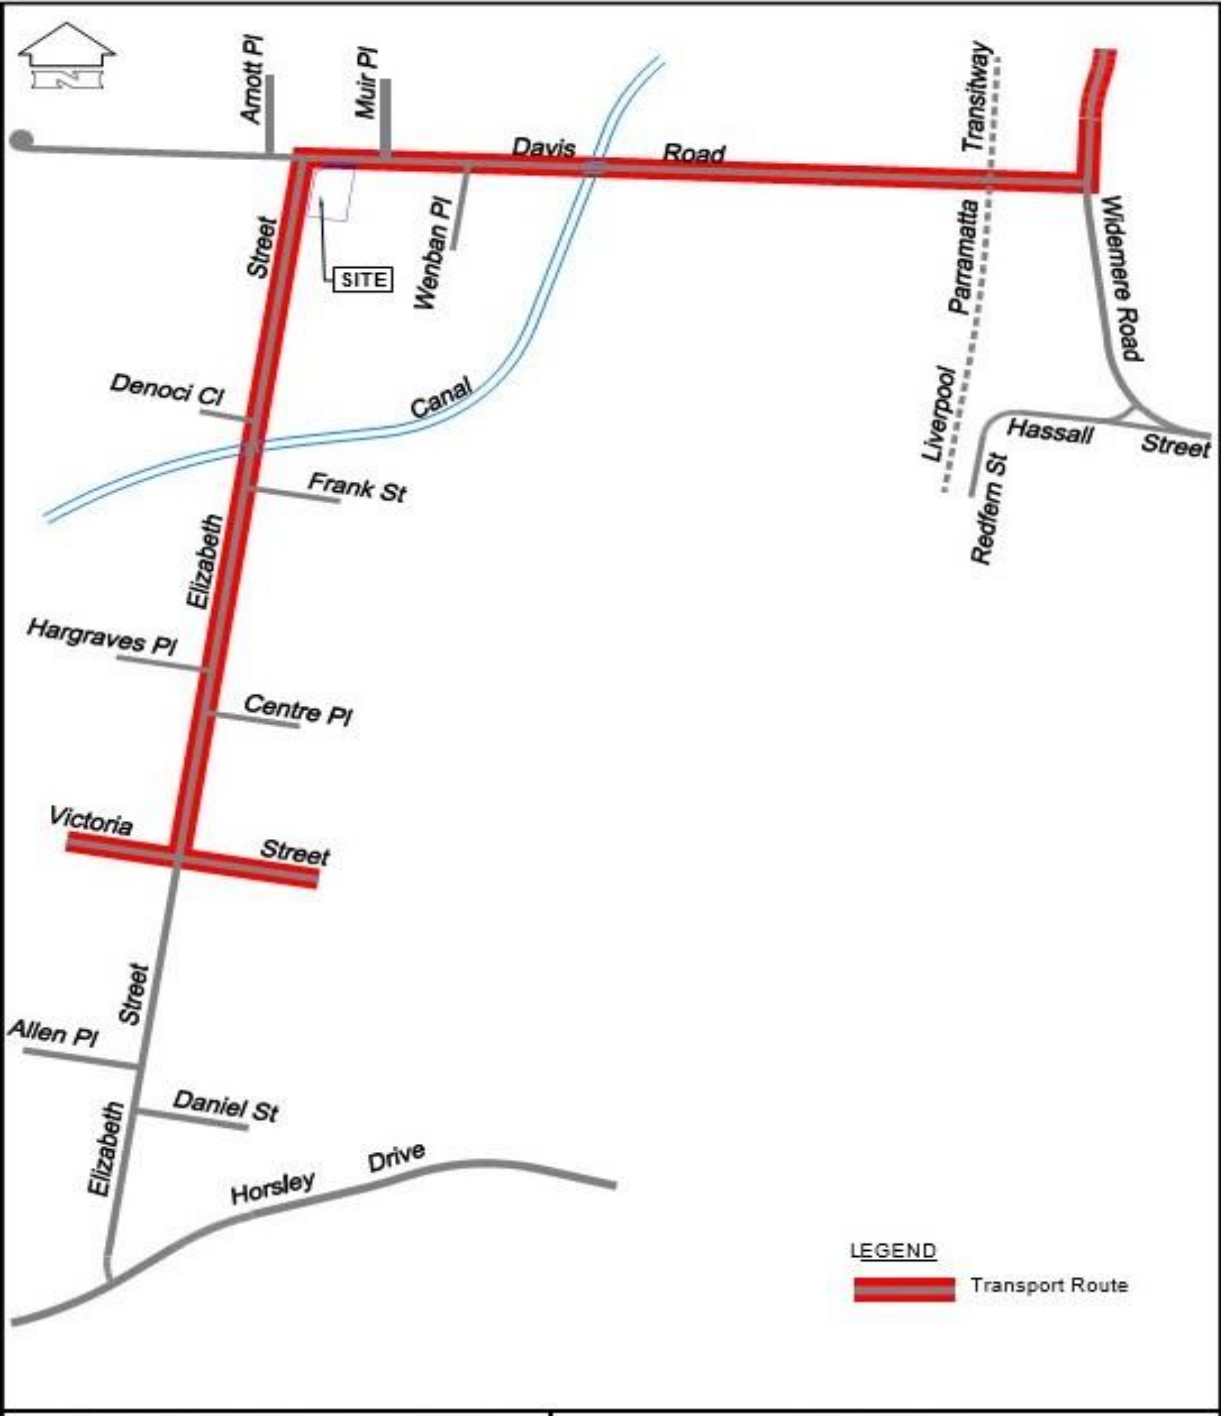 N
Arnott Pl
Muir Pl
Davis Road
Transitway
Parramatta
Liverpool
Widemere Road
Street
SITE
Wenban Pl
Denoci Cl
Canal
Hassall Street
Redfern St
Frank St
Elizabeth
Hargraves Pl
Centre Pl
Victoria Street
Street
Allen Pl
Elizabeth
Daniel St
Horsley Drive
LEGEND
Transport Route